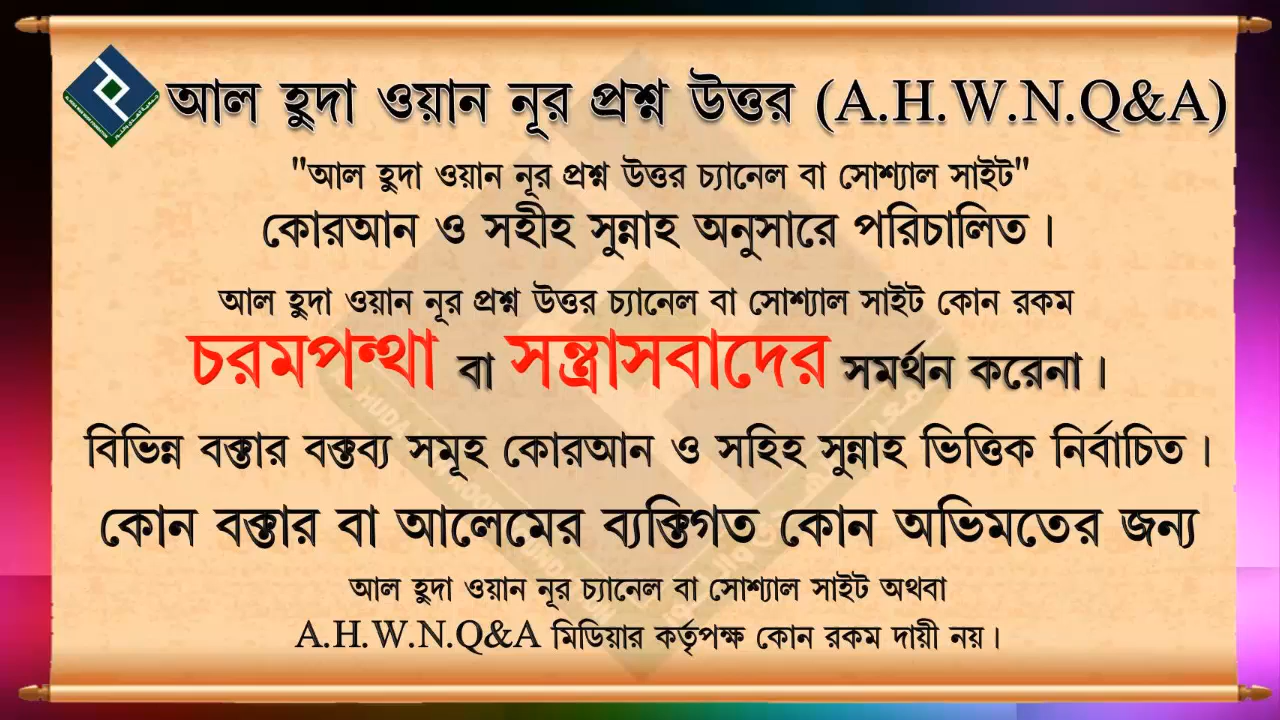 আল হুদা ওয়ান নূর প্রশ্ন উত্তর (A.H.W.N.Q&A)
"আল হুদা ওয়ান নূর প্রশ্ন উত্তর চ্যানেল বা সোশ্যাল সাইট"
কোরআন ও সহীহ সুন্নাহ অনুসারে পরিচালিত।
আল হুদা ওয়ান নূর প্রশ্ন উত্তর চ্যানেল বা সোশ্যাল সাইট কোন রকম
চরমপন্থা বা সন্ত্রাসবাদের সমর্থন করেনা।
বিভিন্ন বক্তার বক্তব্য সমূহ কোরআন ও সহিহ সুন্নাহ ভিত্তিক নির্বাচিত।
কোন বক্তার বা আলেমের ব্যক্তিগত কোন অভিমতের জন্য
আল হুদা ওয়ান নূর চ্যানেল বা সোশ্যাল সাইট অথবা
A.H.W.N.Q&A মিডিয়ার কর্তৃপক্ষ কোন রকম দায়ী নয়।